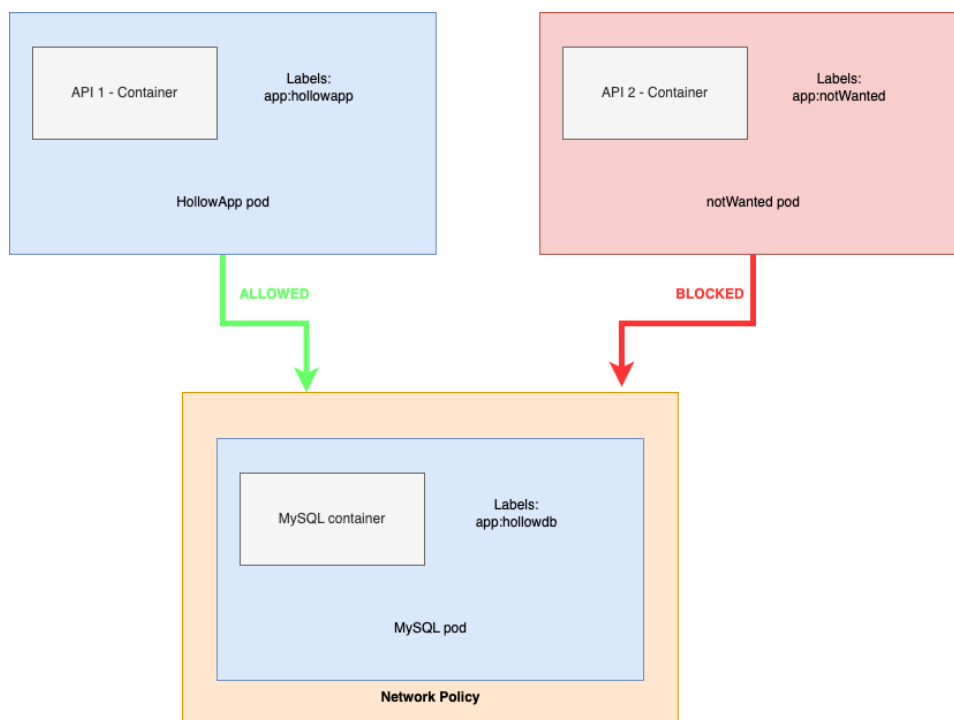 API 1 - Container
Labels:
app:hollowapp
HollowApp pod
API 2 - Container
Labels:
app:notWanted
notWanted pod
ALLOWED
BLOCKED
MySQL container
Labels:
app:hollowdb
MySQL pod
Network Policy